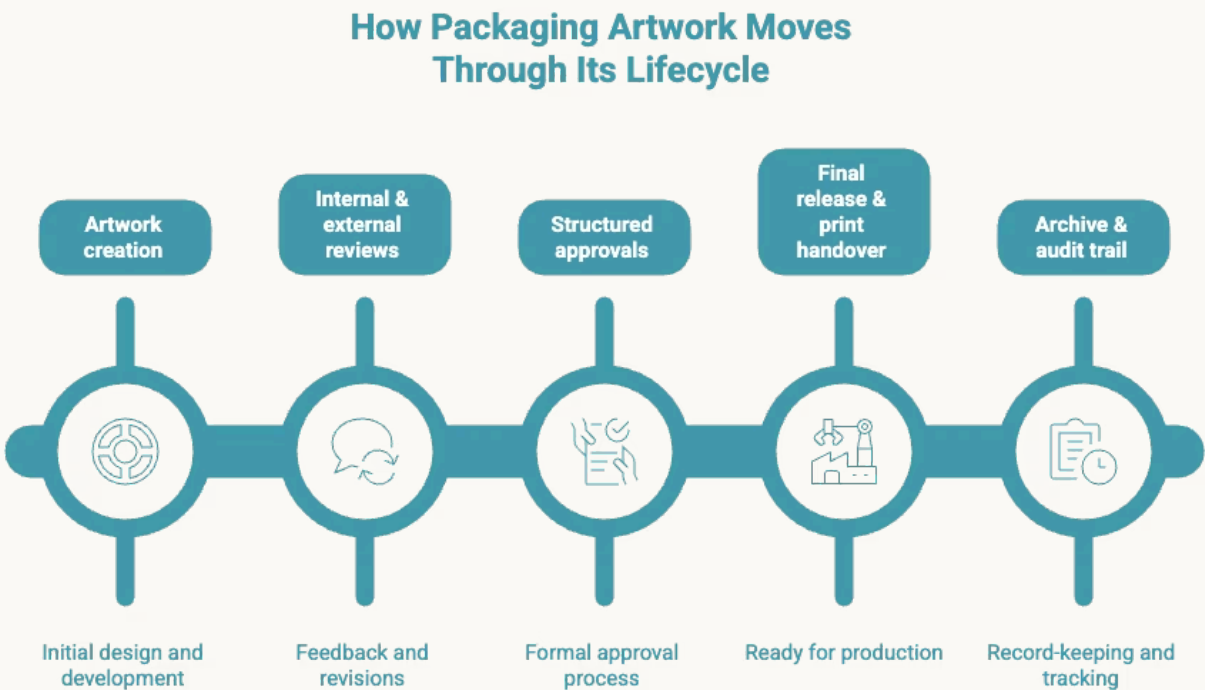 How Packaging Artwork Moves
Through Its Lifecycle
Artwork
creation
Internal &
external
reviews
Structured
approvals
Final
release &
print
handover
Archive &
audit trail
Initial design and
development
Feedback and
revisions
Formal approval
process
Ready for production
Record-keeping and
tracking